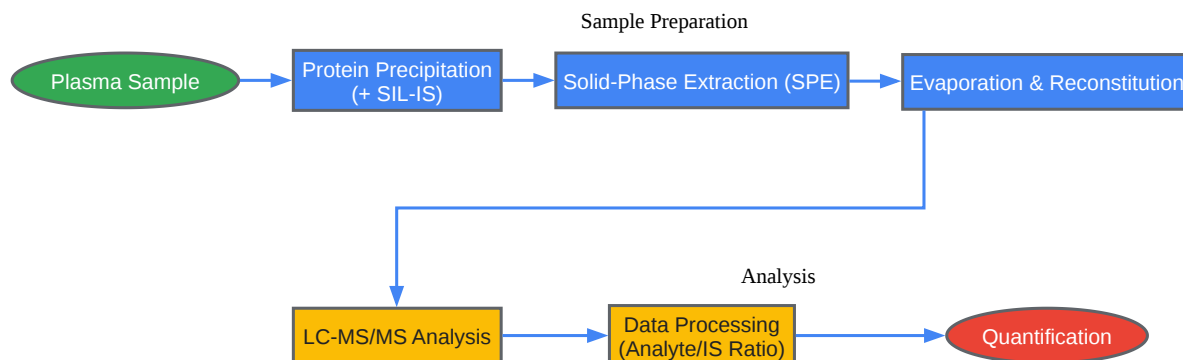 Sample Preparation
Plasma Sample
Protein Precipitation
(+ SIL-IS)
Solid-Phase Extraction (SPE)
Evaporation & Reconstitution
Analysis
LC-MS/MS Analysis
Data Processing
(Analyte/IS Ratio)
Quantification